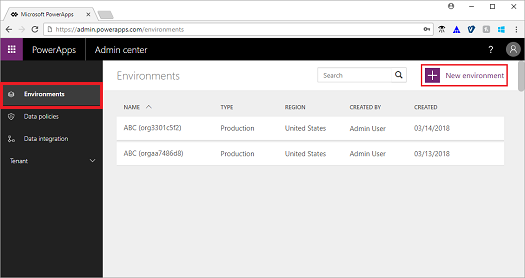 Microsoft PowerApps
https://admin.powerapps.com/environments
PowerApps Admin center ?
Environments
Data policies
Data integration
Tenant
Environments Search New environment
NAME TYPE REGION CREATED BY CREATED
ABC (org3301c5f2) Production United States Admin User 03/14/2018
ABC (orgaa7486d8) Production United States Admin User 03/13/2018